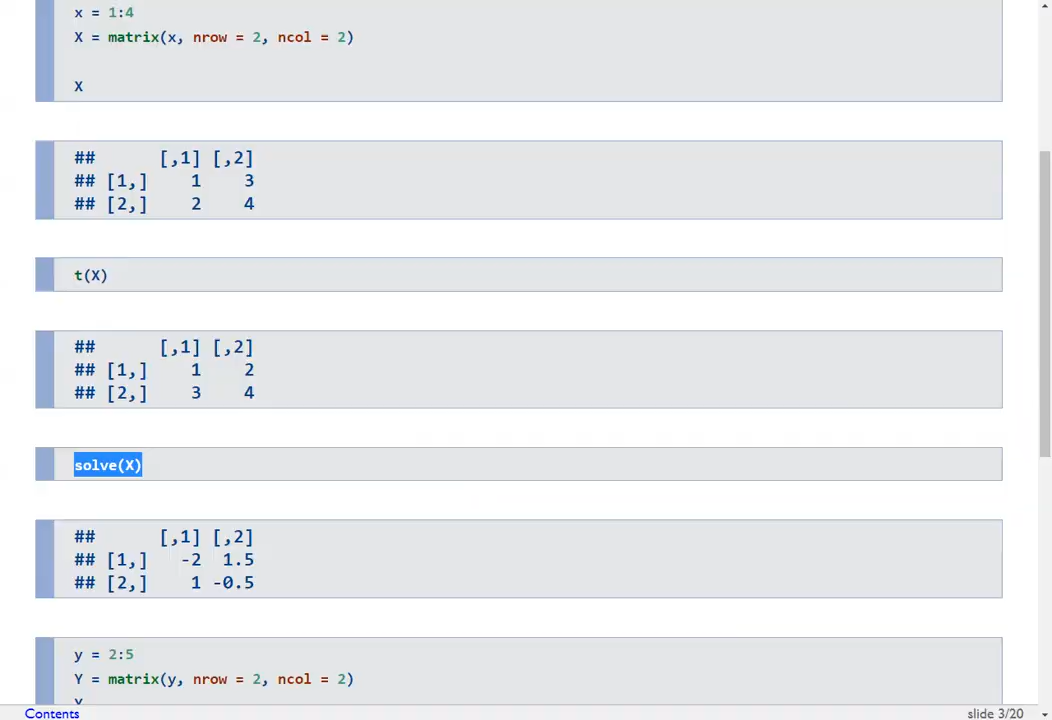 x = 1:4
X = matrix(x, nrow = 2, ncol = 2)
X
##      [,1] [,2]
## [1,]    1    3
## [2,]    2    4
t(X)
##      [,1] [,2]
## [1,]    1    2
## [2,]    3    4
solve(X)
##      [,1] [,2]
## [1,]   -2  1.5
## [2,]    1 -0.5
y = 2:5
Y = matrix(y, nrow = 2, ncol = 2)
Contents
slide 3/20